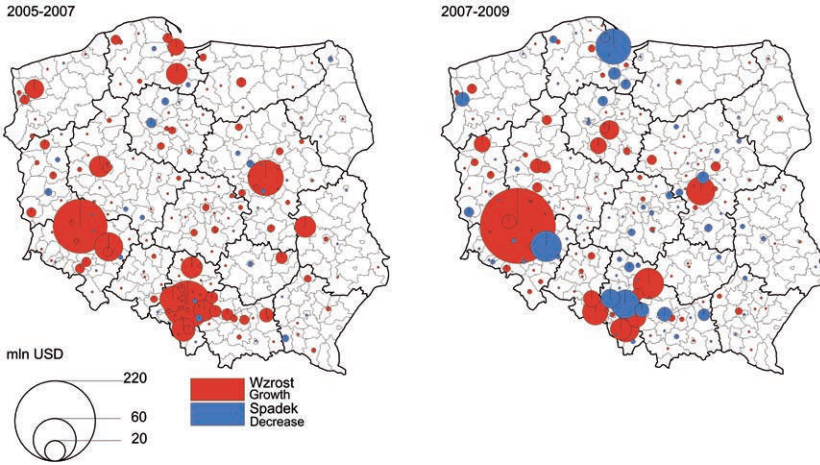 2005-2007
2007-2009
mln USD
220
60
20
Wzrost
Growth
Spadek
Decrease